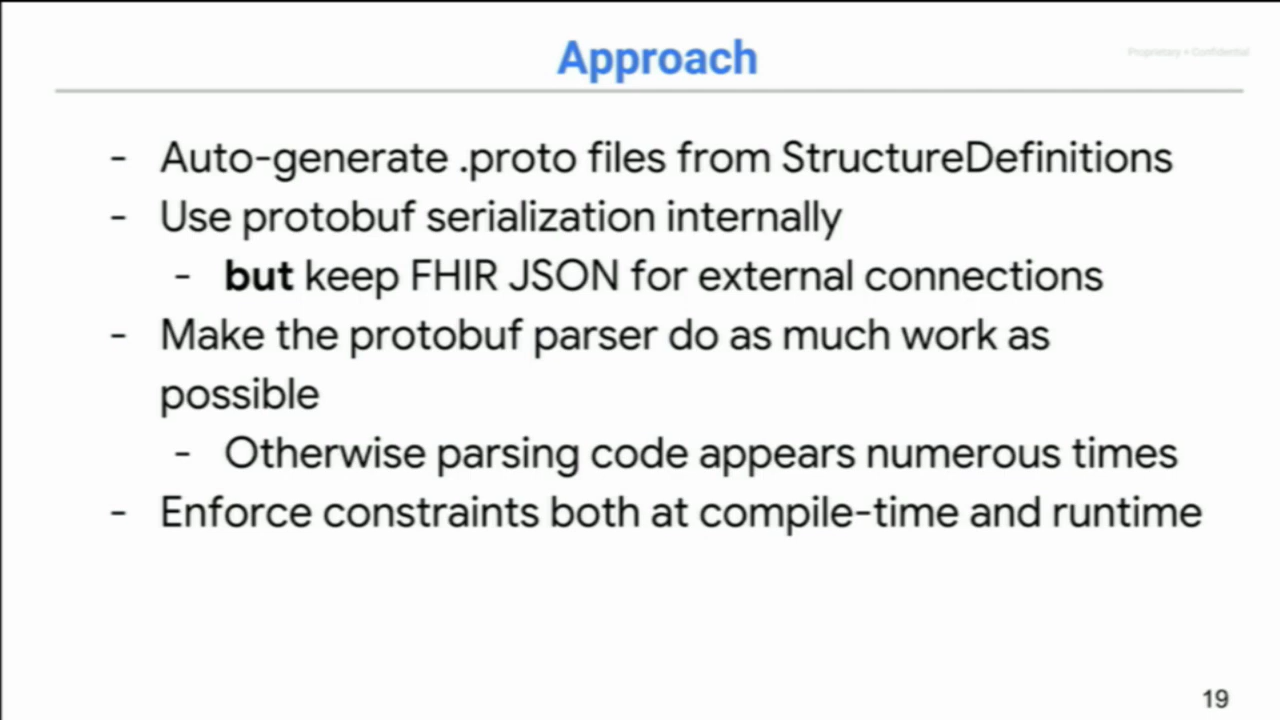 Approach
Proprietary + Confidential
- Auto-generate .proto files from StructureDefinitions
- Use protobuf serialization internally
- but keep FHIR JSON for external connections
- Make the protobuf parser do as much work as
possible
- Otherwise parsing code appears numerous times
- Enforce constraints both at compile-time and runtime
19